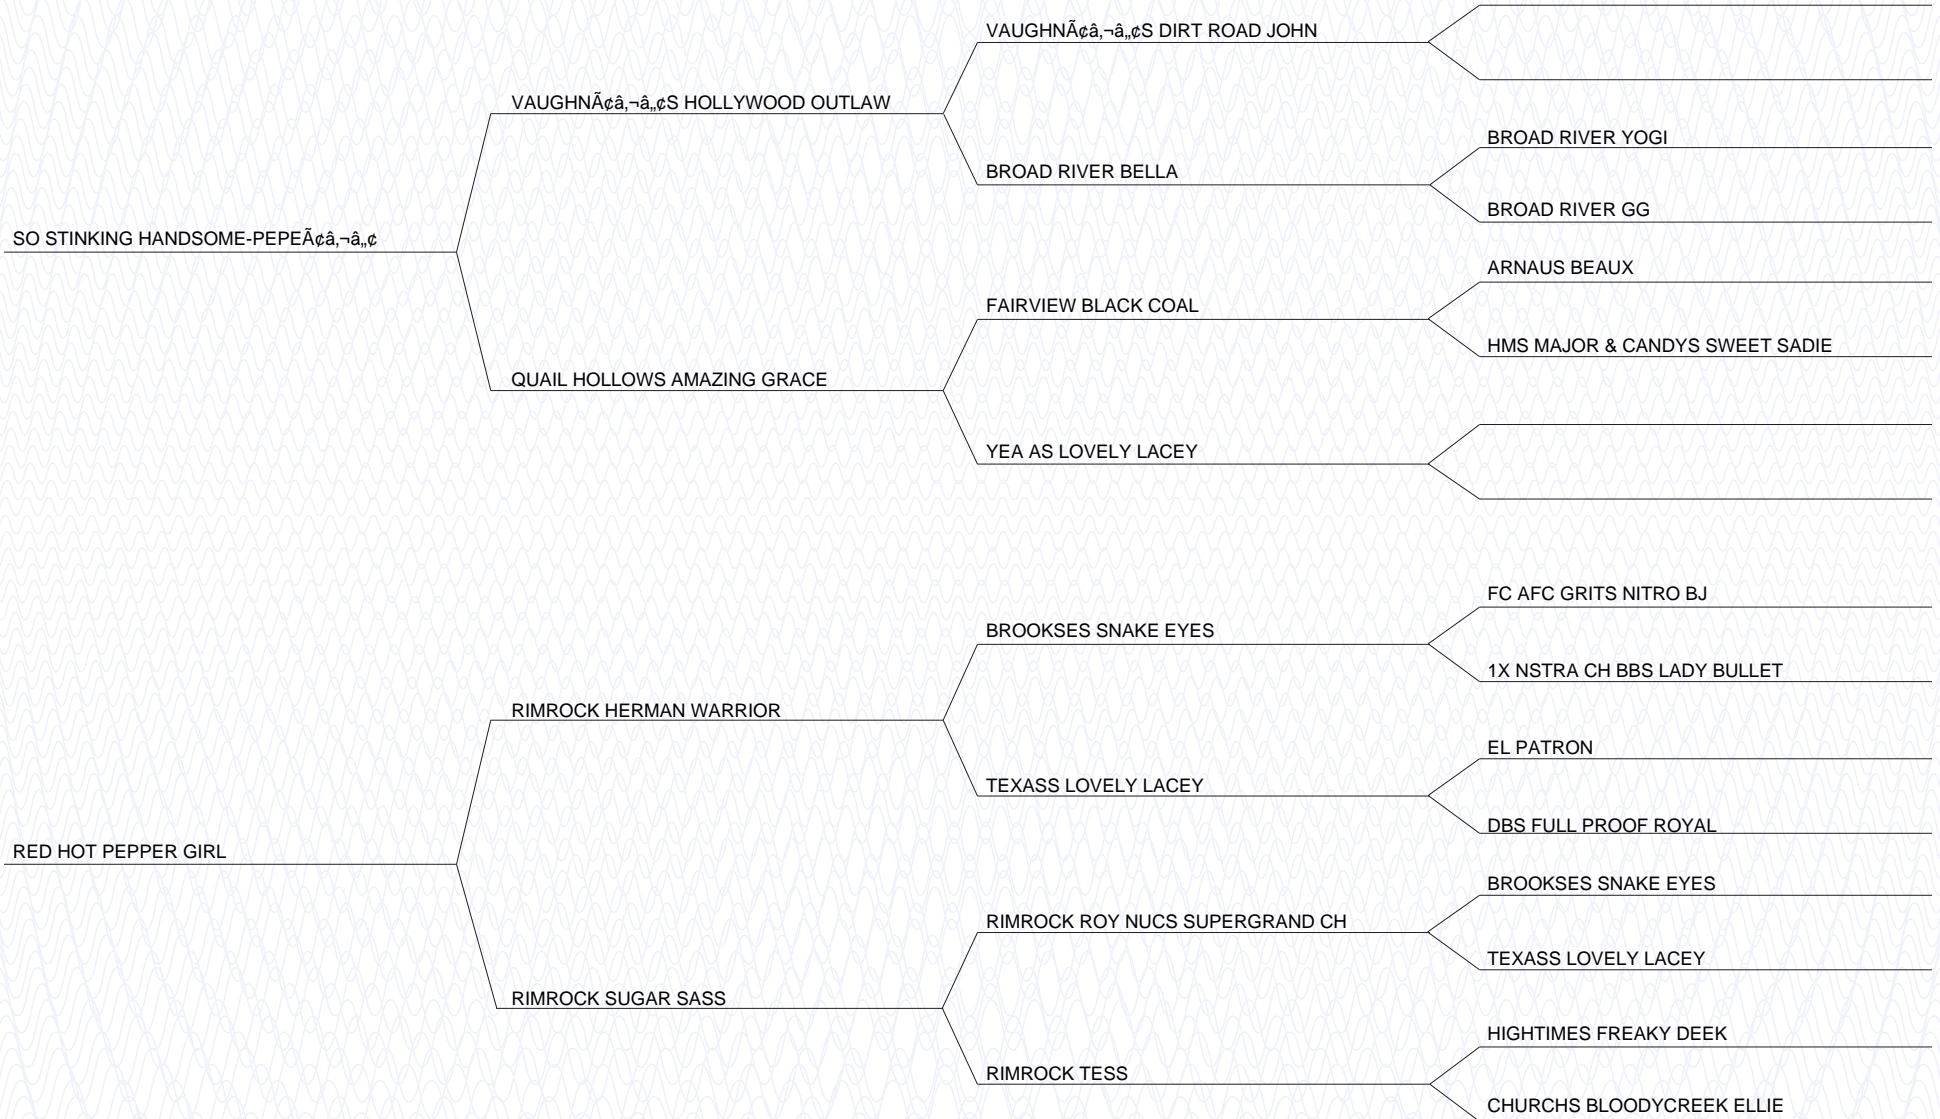 VAUGHNÃ¢â‚¬â„¢S DIRT ROAD JOHN
VAUGHNÃ¢â‚¬â„¢S HOLLYWOOD OUTLAW
BROAD RIVER YOGI
BROAD RIVER BELLA
BROAD RIVER GG
SO STINKING HANDSOME-PEPEÃ¢â‚¬â„¢
ARNAUS BEAUX
FAIRVIEW BLACK COAL
HMS MAJOR & CANDYS SWEET SADIE
QUAIL HOLLOWS AMAZING GRACE
YEA AS LOVELY LACEY
FC AFC GRITS NITRO BJ
BROOKSES SNAKE EYES
1X NSTRA CH BBS LADY BULLET
RIMROCK HERMAN WARRIOR
EL PATRON
TEXASS LOVELY LACEY
DBS FULL PROOF ROYAL
RED HOT PEPPER GIRL
BROOKSES SNAKE EYES
RIMROCK ROY NUCS SUPERGRAND CH
TEXASS LOVELY LACEY
RIMROCK SUGAR SASS
HIGHTIMES FREAKY DEEK
RIMROCK TESS
CHURCHS BLOODYCREEK ELLIE